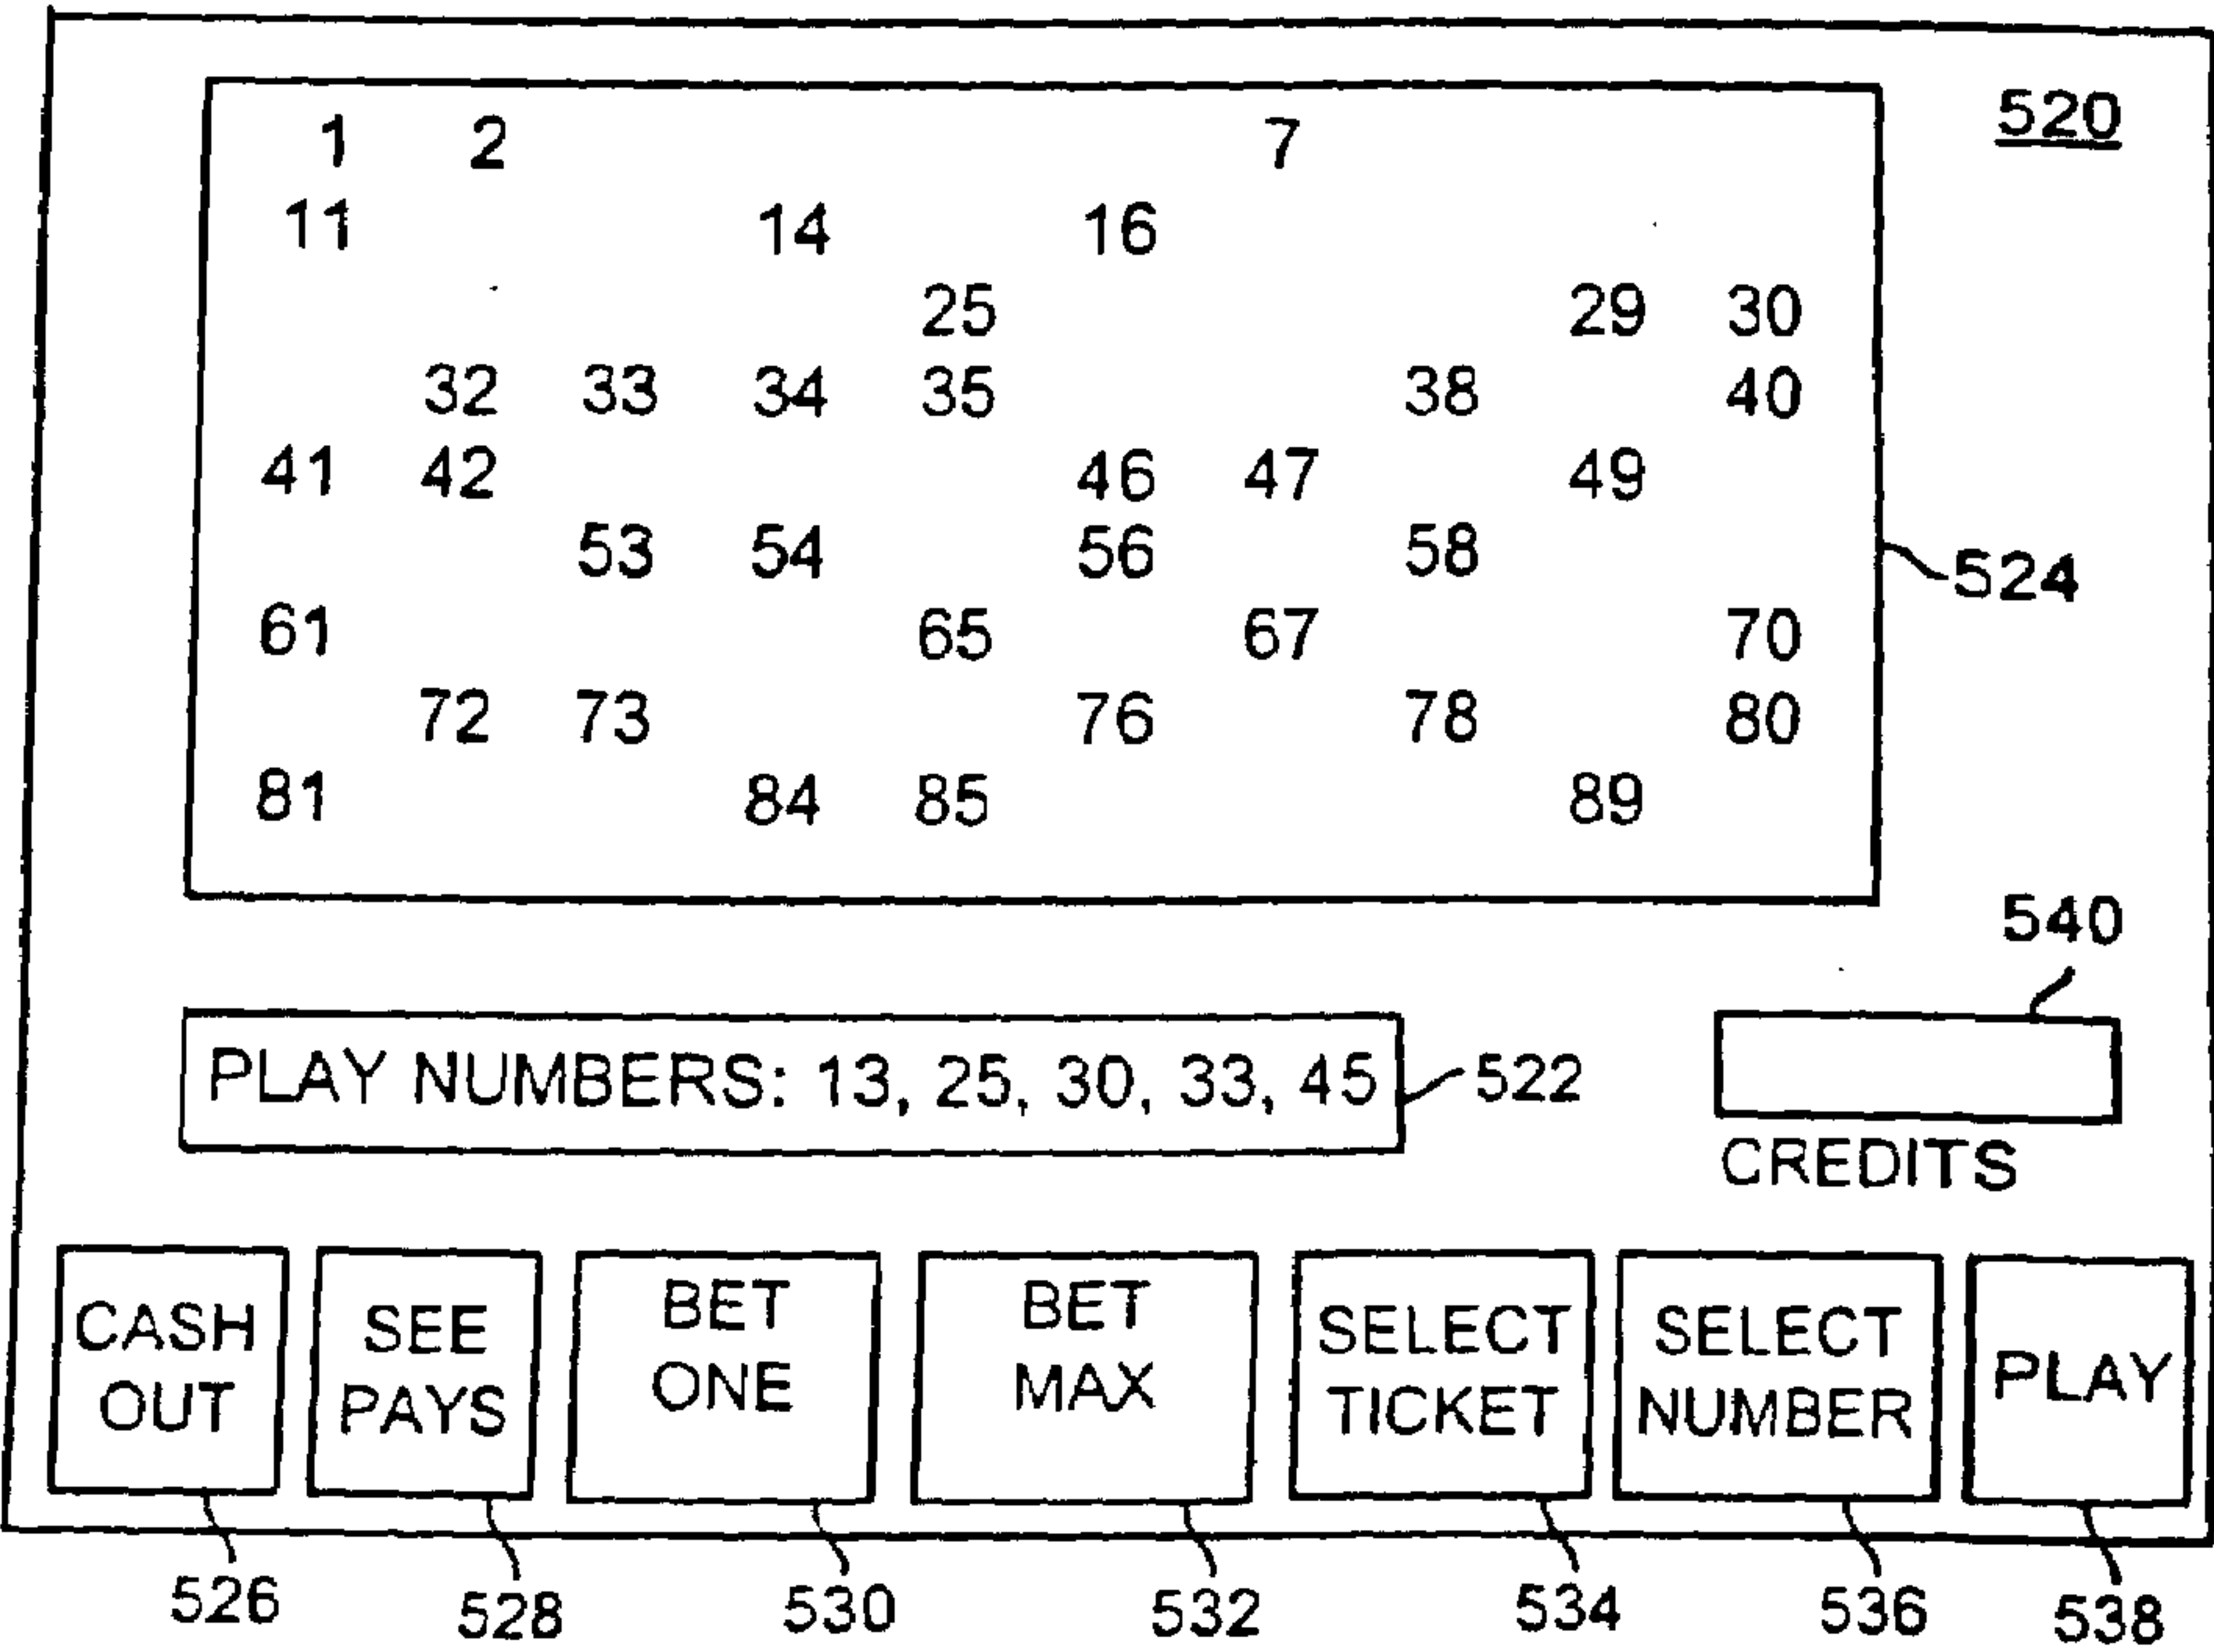 520
1 2 7
11 14 16
25 29 30
32 33 34 35 38 40
41 42 46 47 49
53 54 56 58
524
61 65 67 70
72 73 76 78 80
81 84 85 89
540
PLAY NUMBERS: 13, 25, 30, 33, 45
522
CREDITS
CASH
OUT
SEE
PAYS
BET
ONE
BET
MAX
SELECT
TICKET
SELECT
NUMBER
PLAY
526 528 530 532 534 536 538